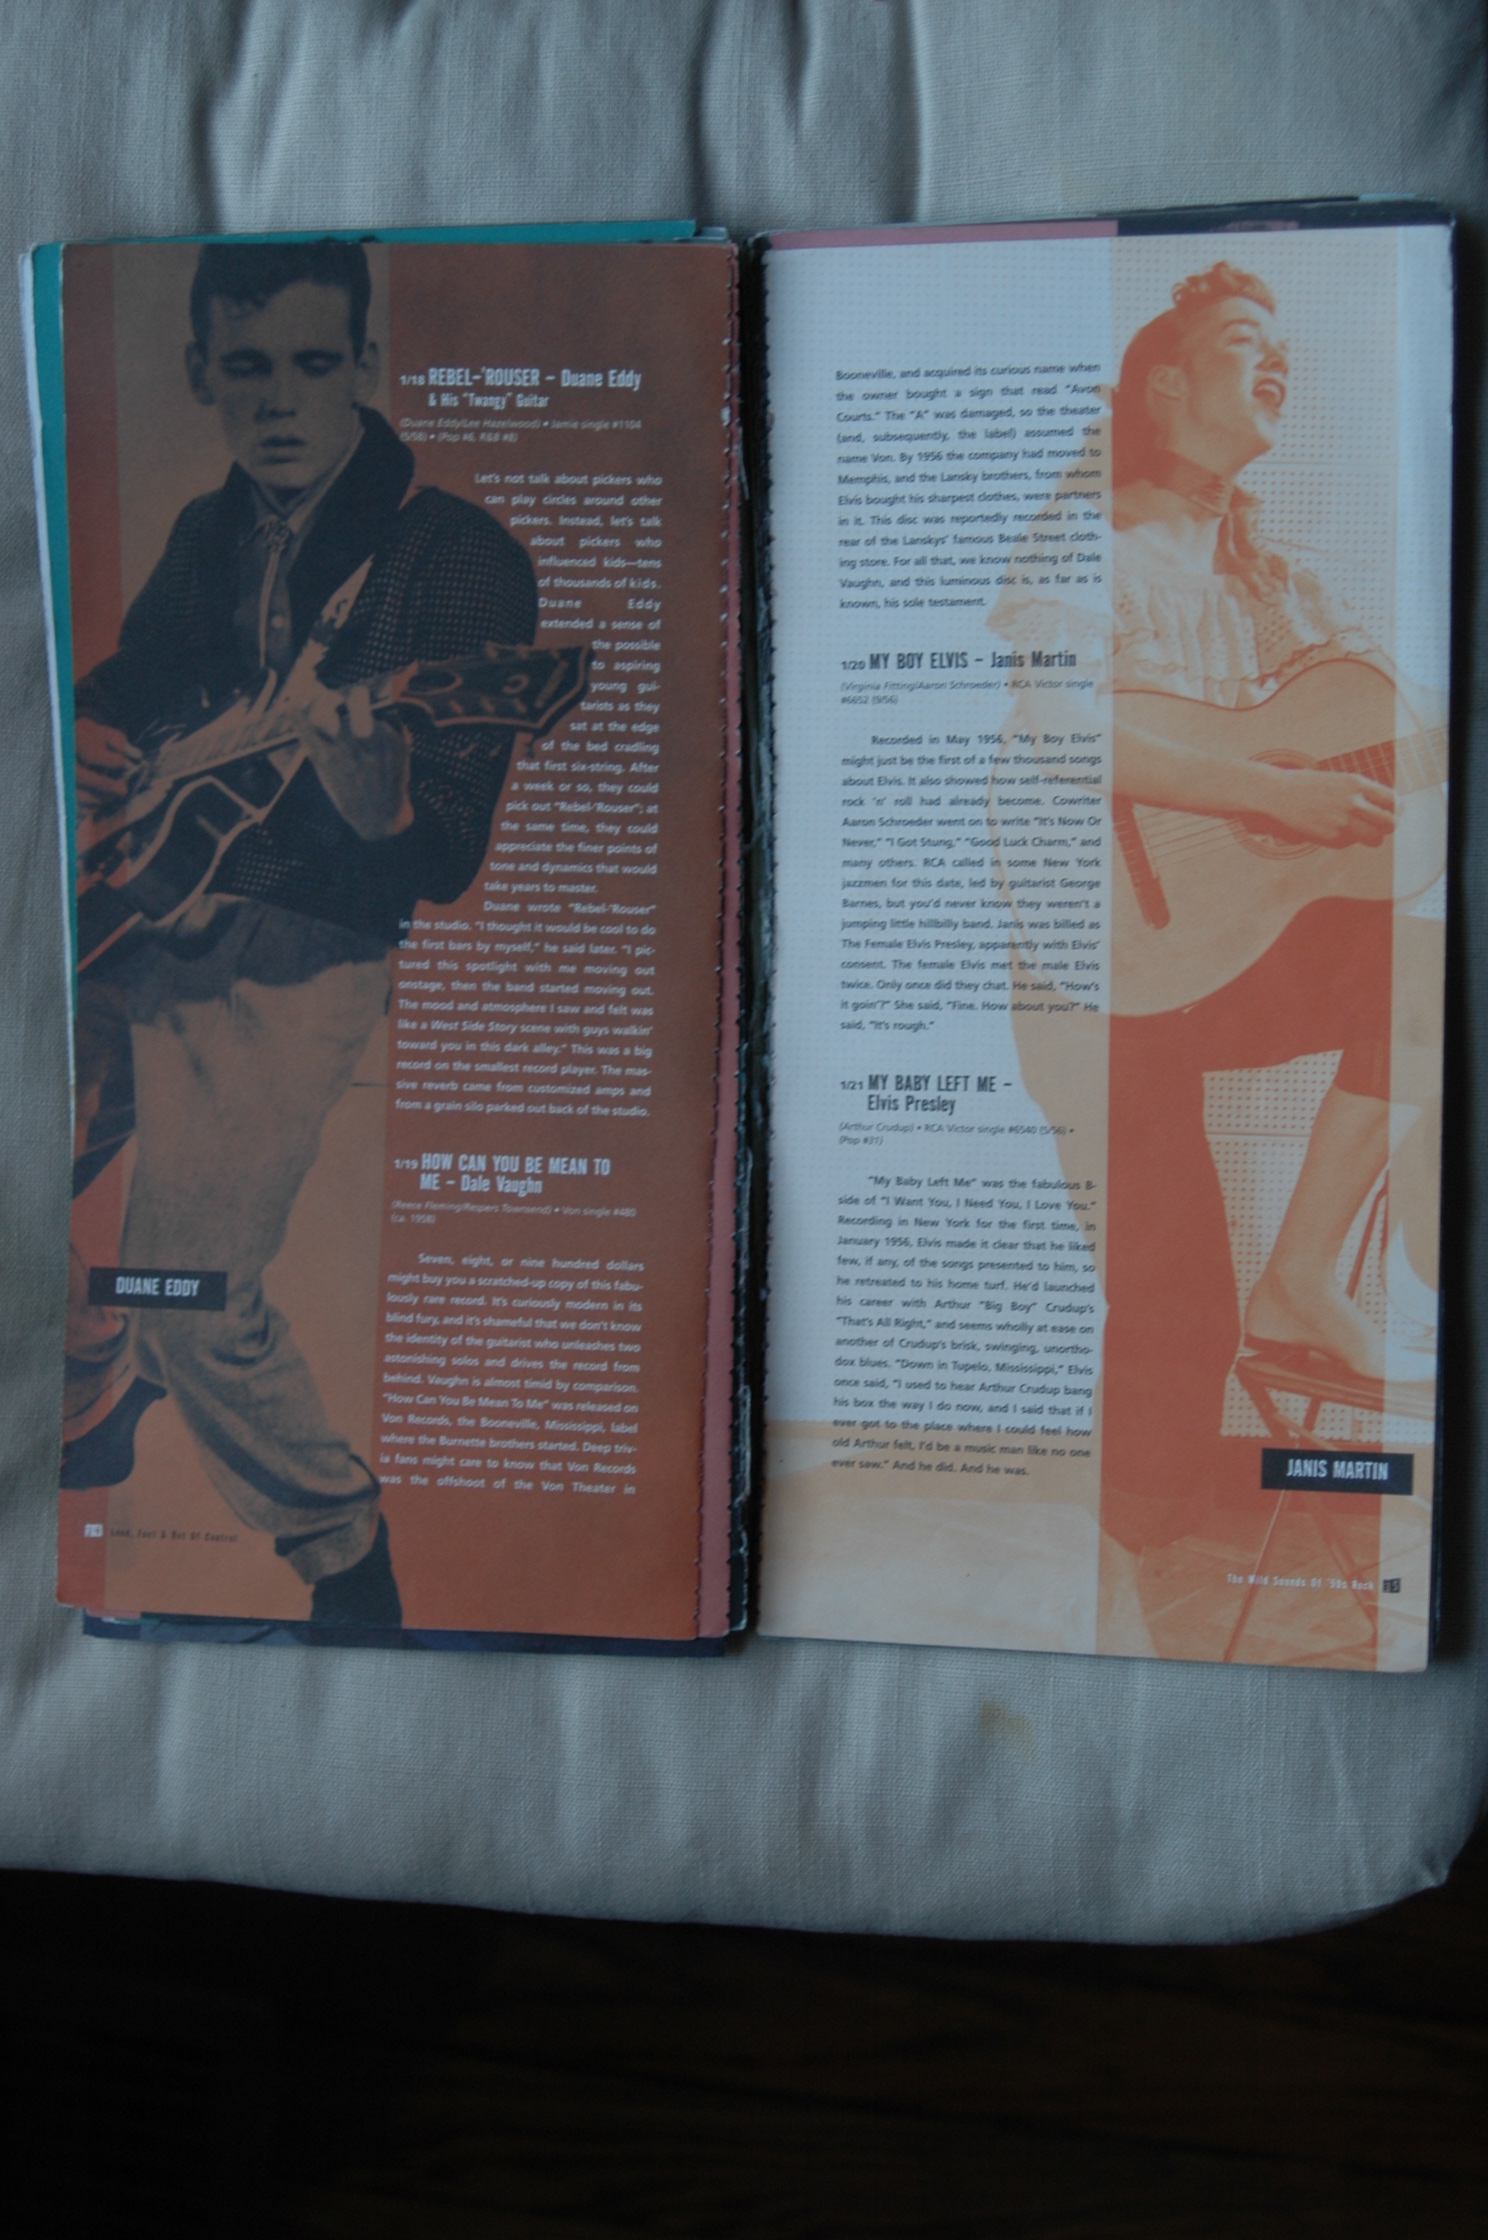 1/18 REBEL-'ROUSER – Duane Eddy
& His "Twangy" Guitar
(Duane Eddy/Lee Hazelwood) • Jamie single #1104
(5/58) • (Pop #6, R&B #8)
Let's not talk about pickers who
can play circles around other
pickers. Instead, let's talk
about pickers who
influenced kids—tens
of thousands of kids.
Duane Eddy
extended a sense of
the possible
to aspiring
young gui-
tarists as they
sat at the edge
of the bed cradling
that first six-string. After
a week or so, they could
pick out "Rebel-'Rouser"; at
the same time, they could
appreciate the finer points of
tone and dynamics that would
take years to master.
Duane wrote "Rebel-'Rouser"
in the studio. "I thought it would be cool to do
the first bars by myself," he said later. "I pic-
tured this spotlight with me moving out
onstage, then the band started moving out.
The mood and atmosphere I saw and felt was
like a West Side Story scene with guys walkin'
toward you in this dark alley." This was a big
record on the smallest record player. The mas-
sive reverb came from customized amps and
from a grain silo parked out back of the studio.
1/19 HOW CAN YOU BE MEAN TO
ME – Dale Vaughn
(Reece Fleming/Respers Townsend) • Von single #480
(ca. 1958)
Seven, eight, or nine hundred dollars
might buy you a scratched-up copy of this fabu-
lously rare record. It's curiously modern in its
blind fury, and it's shameful that we don't know
the identity of the guitarist who unleashes two
astonishing solos and drives the record from
behind. Vaughn is almost timid by comparison.
"How Can You Be Mean To Me" was released on
Von Records, the Booneville, Mississippi, label
where the Burnette brothers started. Deep triv-
ia fans might care to know that Von Records
was the offshoot of the Von Theater in
DUANE EDDY
Loud, Fast & Out Of Control
Booneville, and acquired its curious name when
the owner bought a sign that read "Avon
Courts." The "A" was damaged, so the theater
(and, subsequently, the label) assumed the
name Von. By 1956 the company had moved to
Memphis, and the Lansky brothers, from whom
Elvis bought his sharpest clothes, were partners
in it. This disc was reportedly recorded in the
rear of the Lanskys' famous Beale Street cloth-
ing store. For all that, we know nothing of Dale
Vaughn, and this luminous disc is, as far as is
known, his sole testament.
1/20 MY BOY ELVIS – Janis Martin
(Virginia Fitting/Aaron Schroeder) • RCA Victor single
#6652 (9/56)
Recorded in May 1956, "My Boy Elvis"
might just be the first of a few thousand songs
about Elvis. It also showed how self-referential
rock 'n' roll had already become. Cowriter
Aaron Schroeder went on to write "It's Now Or
Never," "I Got Stung," "Good Luck Charm," and
many others. RCA called in some New York
jazzmen for this date, led by guitarist George
Barnes, but you'd never know they weren't a
jumping little hillbilly band. Janis was billed as
The Female Elvis Presley, apparently with Elvis'
consent. The female Elvis met the male Elvis
twice. Only once did they chat. He said, "How's
it goin'?" She said, "Fine. How about you?" He
said, "It's rough."
1/21 MY BABY LEFT ME –
Elvis Presley
(Arthur Crudup) • RCA Victor single #6540 (5/56) •
(Pop #31)
"My Baby Left Me" was the fabulous B-
side of "I Want You, I Need You, I Love You."
Recording in New York for the first time, in
January 1956, Elvis made it clear that he liked
few, if any, of the songs presented to him, so
he retreated to his home turf. He'd launched
his career with Arthur "Big Boy" Crudup's
"That's All Right," and seems wholly at ease on
another of Crudup's brisk, swinging, unortho-
dox blues. "Down in Tupelo, Mississippi," Elvis
once said, "I used to hear Arthur Crudup bang
his box the way I do now, and I said that if I
ever got to the place where I could feel how
old Arthur felt, I'd be a music man like no one
ever saw." And he did. And he was.
JANIS MARTIN
The Wild Sounds Of '50s Rock